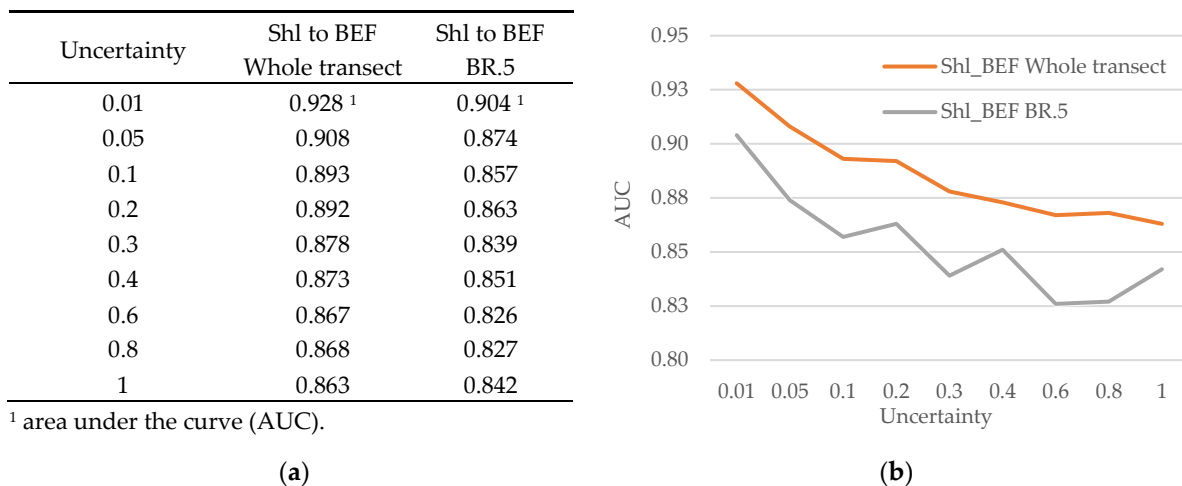 Uncertainty Shl to BEF Whole transect Shl to BEF BR.5
0.01 0.928 ¹ 0.904 ¹
0.05 0.908 0.874
0.1 0.893 0.857
0.2 0.892 0.863
0.3 0.878 0.839
0.4 0.873 0.851
0.6 0.867 0.826
0.8 0.868 0.827
1 0.863 0.842
¹ area under the curve (AUC).
(a)
0.95
0.93
0.90
0.88
0.85
0.83
0.80
AUC
Shl_BEF Whole transect
Shl_BEF BR.5
0.01 0.05 0.1 0.2 0.3 0.4 0.6 0.8 1
Uncertainty
(b)